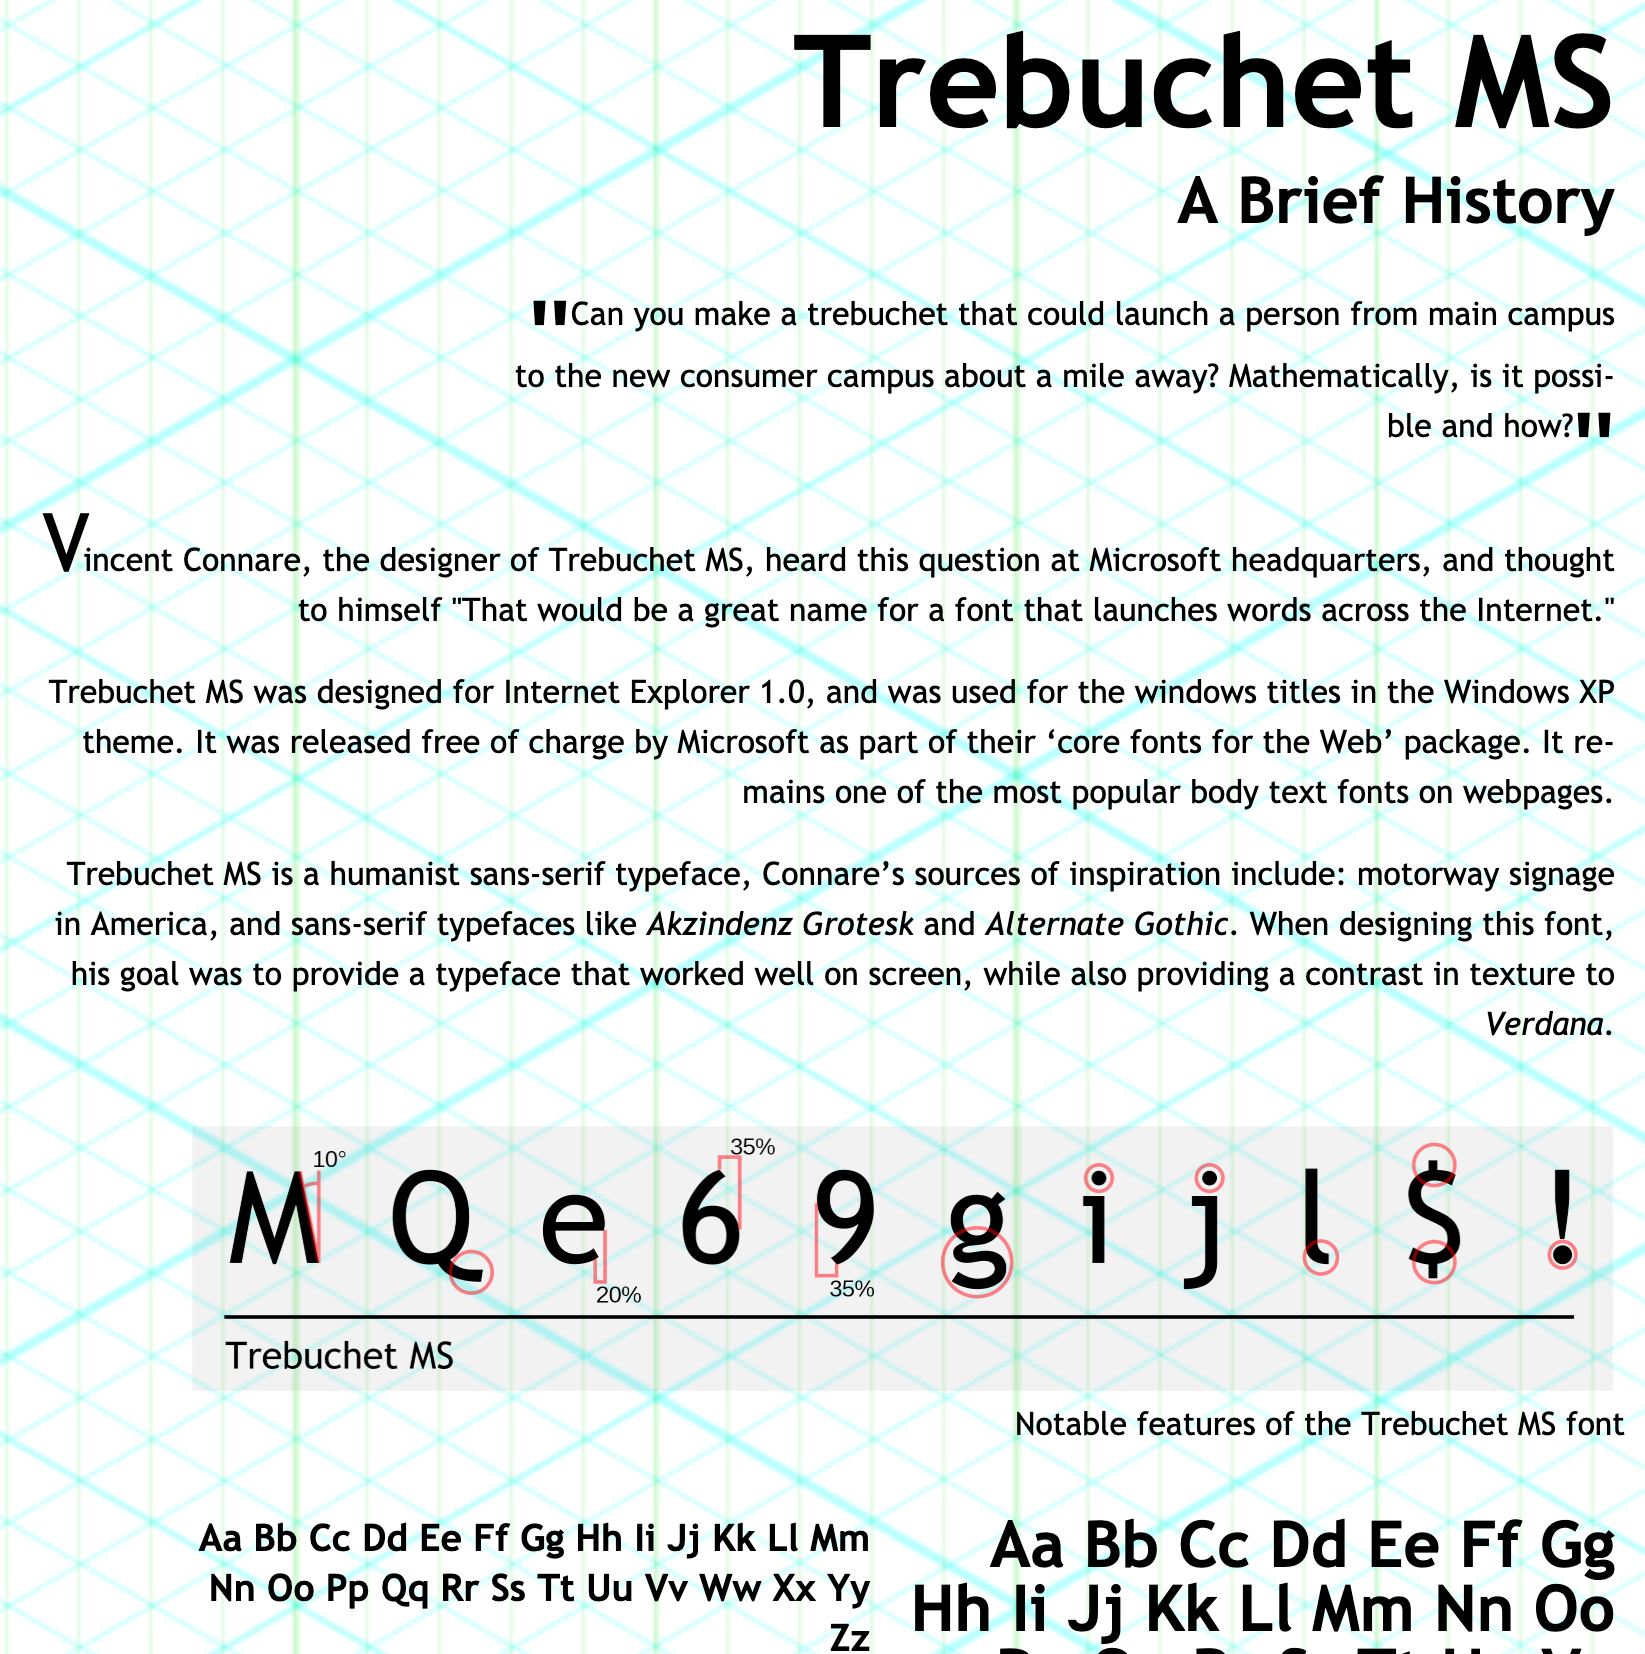 Trebuchet MS
A Brief History
"Can you make a trebuchet that could launch a person from main campus
to the new consumer campus about a mile away? Mathematically, is it possi-
ble and how?"
Vincent Connare, the designer of Trebuchet MS, heard this question at Microsoft headquarters, and thought
to himself "That would be a great name for a font that launches words across the Internet."
Trebuchet MS was designed for Internet Explorer 1.0, and was used for the windows titles in the Windows XP
theme. It was released free of charge by Microsoft as part of their ‘core fonts for the Web’ package. It re-
mains one of the most popular body text fonts on webpages.
Trebuchet MS is a humanist sans-serif typeface, Connare’s sources of inspiration include: motorway signage
in America, and sans-serif typefaces like Akzindenz Grotesk and Alternate Gothic. When designing this font,
his goal was to provide a typeface that worked well on screen, while also providing a contrast in texture to
Verdana.
10° 35%
M Q e 6 9 g i j l $ !
20% 35%
Trebuchet MS
Notable features of the Trebuchet MS font
Aa Bb Cc Dd Ee Ff Gg Hh Ii Jj Kk Ll Mm
Nn Oo Pp Qq Rr Ss Tt Uu Vv Ww Xx Yy
Zz
Aa Bb Cc Dd Ee Ff Gg
Hh Ii Jj Kk Ll Mm Nn Oo